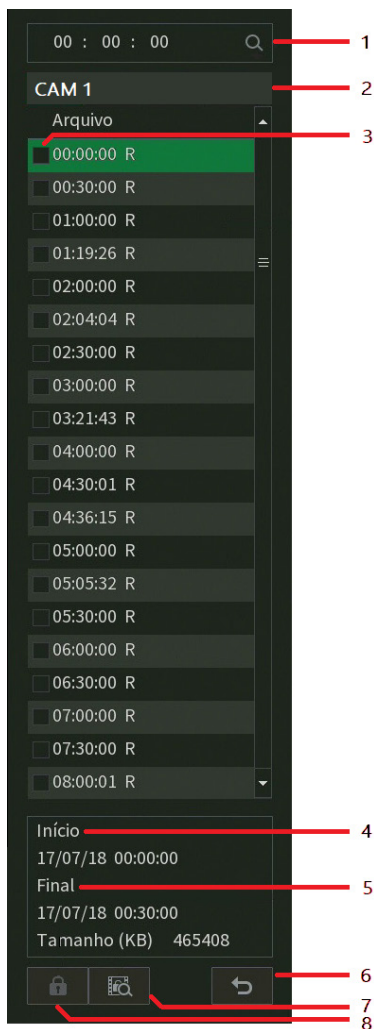 00 : 00 : 00
1
CAM 1
2
Arquivo
3
00:00:00 R
00:30:00 R
01:00:00 R
01:19:26 R
02:00:00 R
02:04:04 R
02:30:00 R
03:00:00 R
03:21:43 R
04:00:00 R
04:30:01 R
04:36:15 R
05:00:00 R
05:05:32 R
05:30:00 R
06:00:00 R
06:30:00 R
07:00:00 R
07:30:00 R
08:00:01 R
Início
4
17/07/18 00:00:00
Final
5
17/07/18 00:30:00
Tamanho (KB) 465408
6
7
8